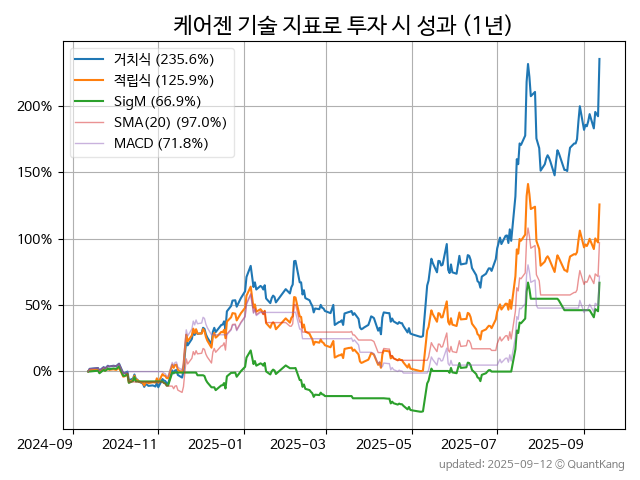 케어젠 기술 지표로 투자 시 성과 (1년)
거치식 (235.6%)
적립식 (125.9%)
SigM (66.9%)
SMA(20) (97.0%)
MACD (71.8%)
200%
150%
100%
50%
0%
2024-09 2024-11 2025-01 2025-03 2025-05 2025-07 2025-09
updated: 2025-09-12 © QuantKang